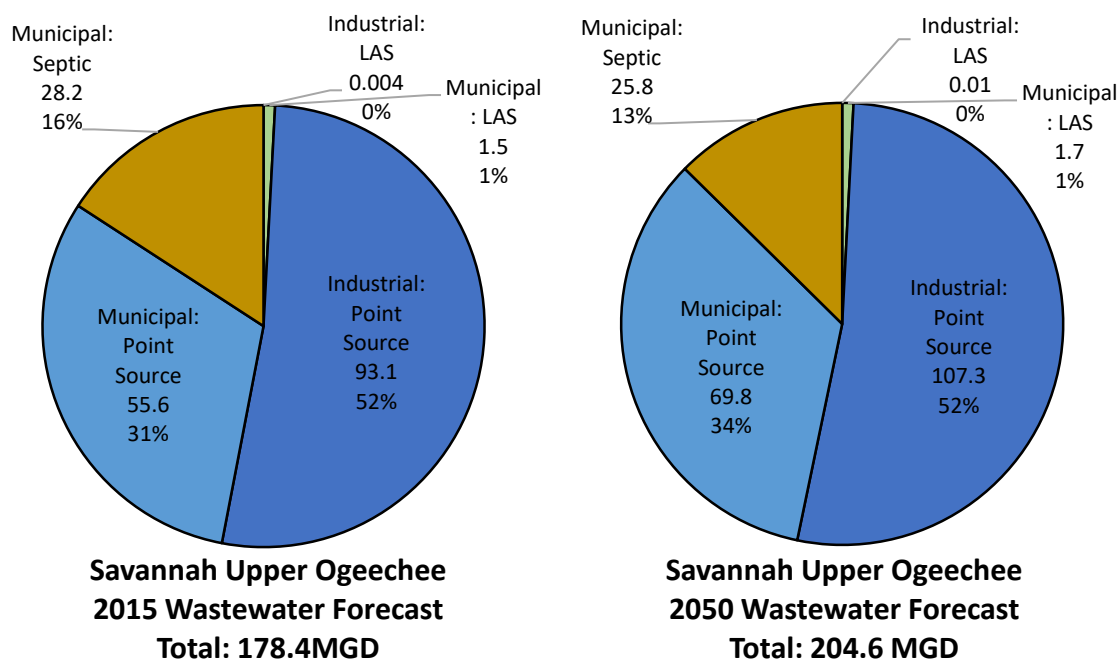 Municipal:
Septic
28.2
16%
Industrial:
LAS
0.004
0%
Municipal
: LAS
1.5
1%
Industrial:
Point
Source
93.1
52%
Municipal:
Point
Source
55.6
31%
Savannah Upper Ogeechee
2015 Wastewater Forecast
Total: 178.4MGD
Municipal:
Septic
25.8
13%
Industrial:
LAS
0.01
0%
Municipal
: LAS
1.7
1%
Industrial:
Point
Source
107.3
52%
Municipal:
Point
Source
69.8
34%
Savannah Upper Ogeechee
2050 Wastewater Forecast
Total: 204.6 MGD